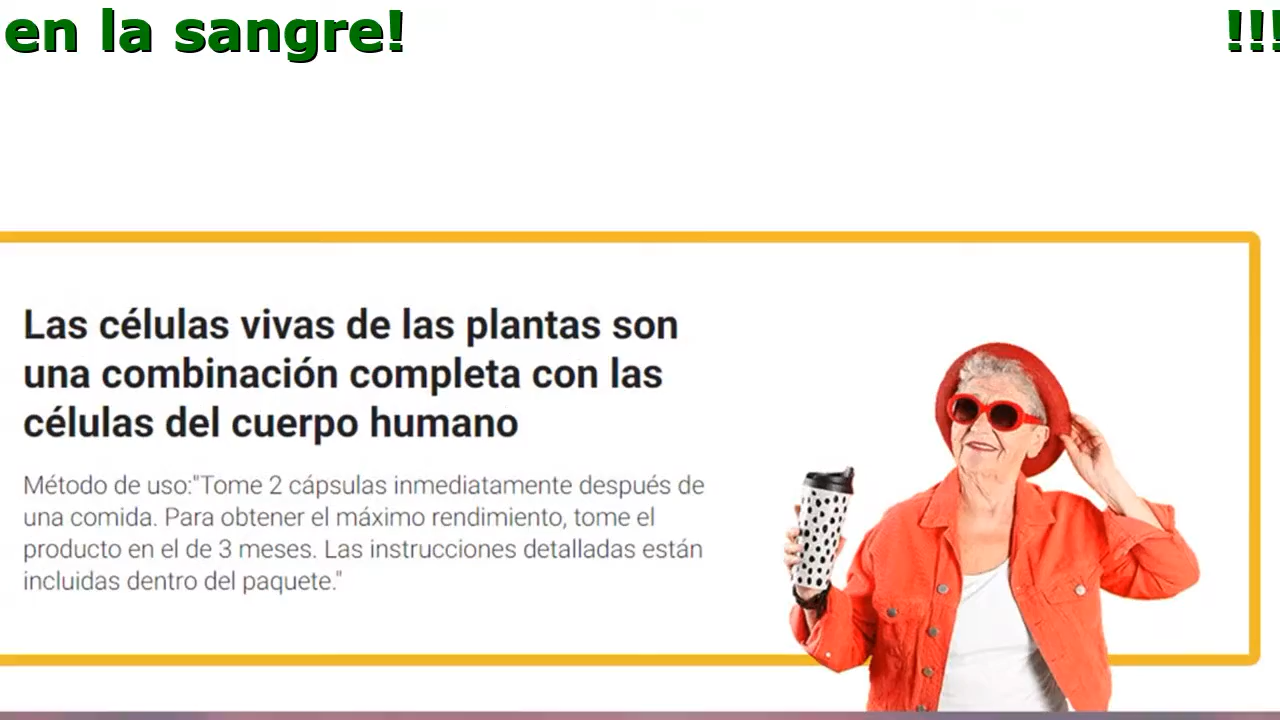 en la sangre!
!!!
Las células vivas de las plantas son
una combinación completa con las
células del cuerpo humano
Método de uso:"Tome 2 cápsulas inmediatamente después de
una comida. Para obtener el máximo rendimiento, tome el
producto en el de 3 meses. Las instrucciones detalladas están
incluidas dentro del paquete."